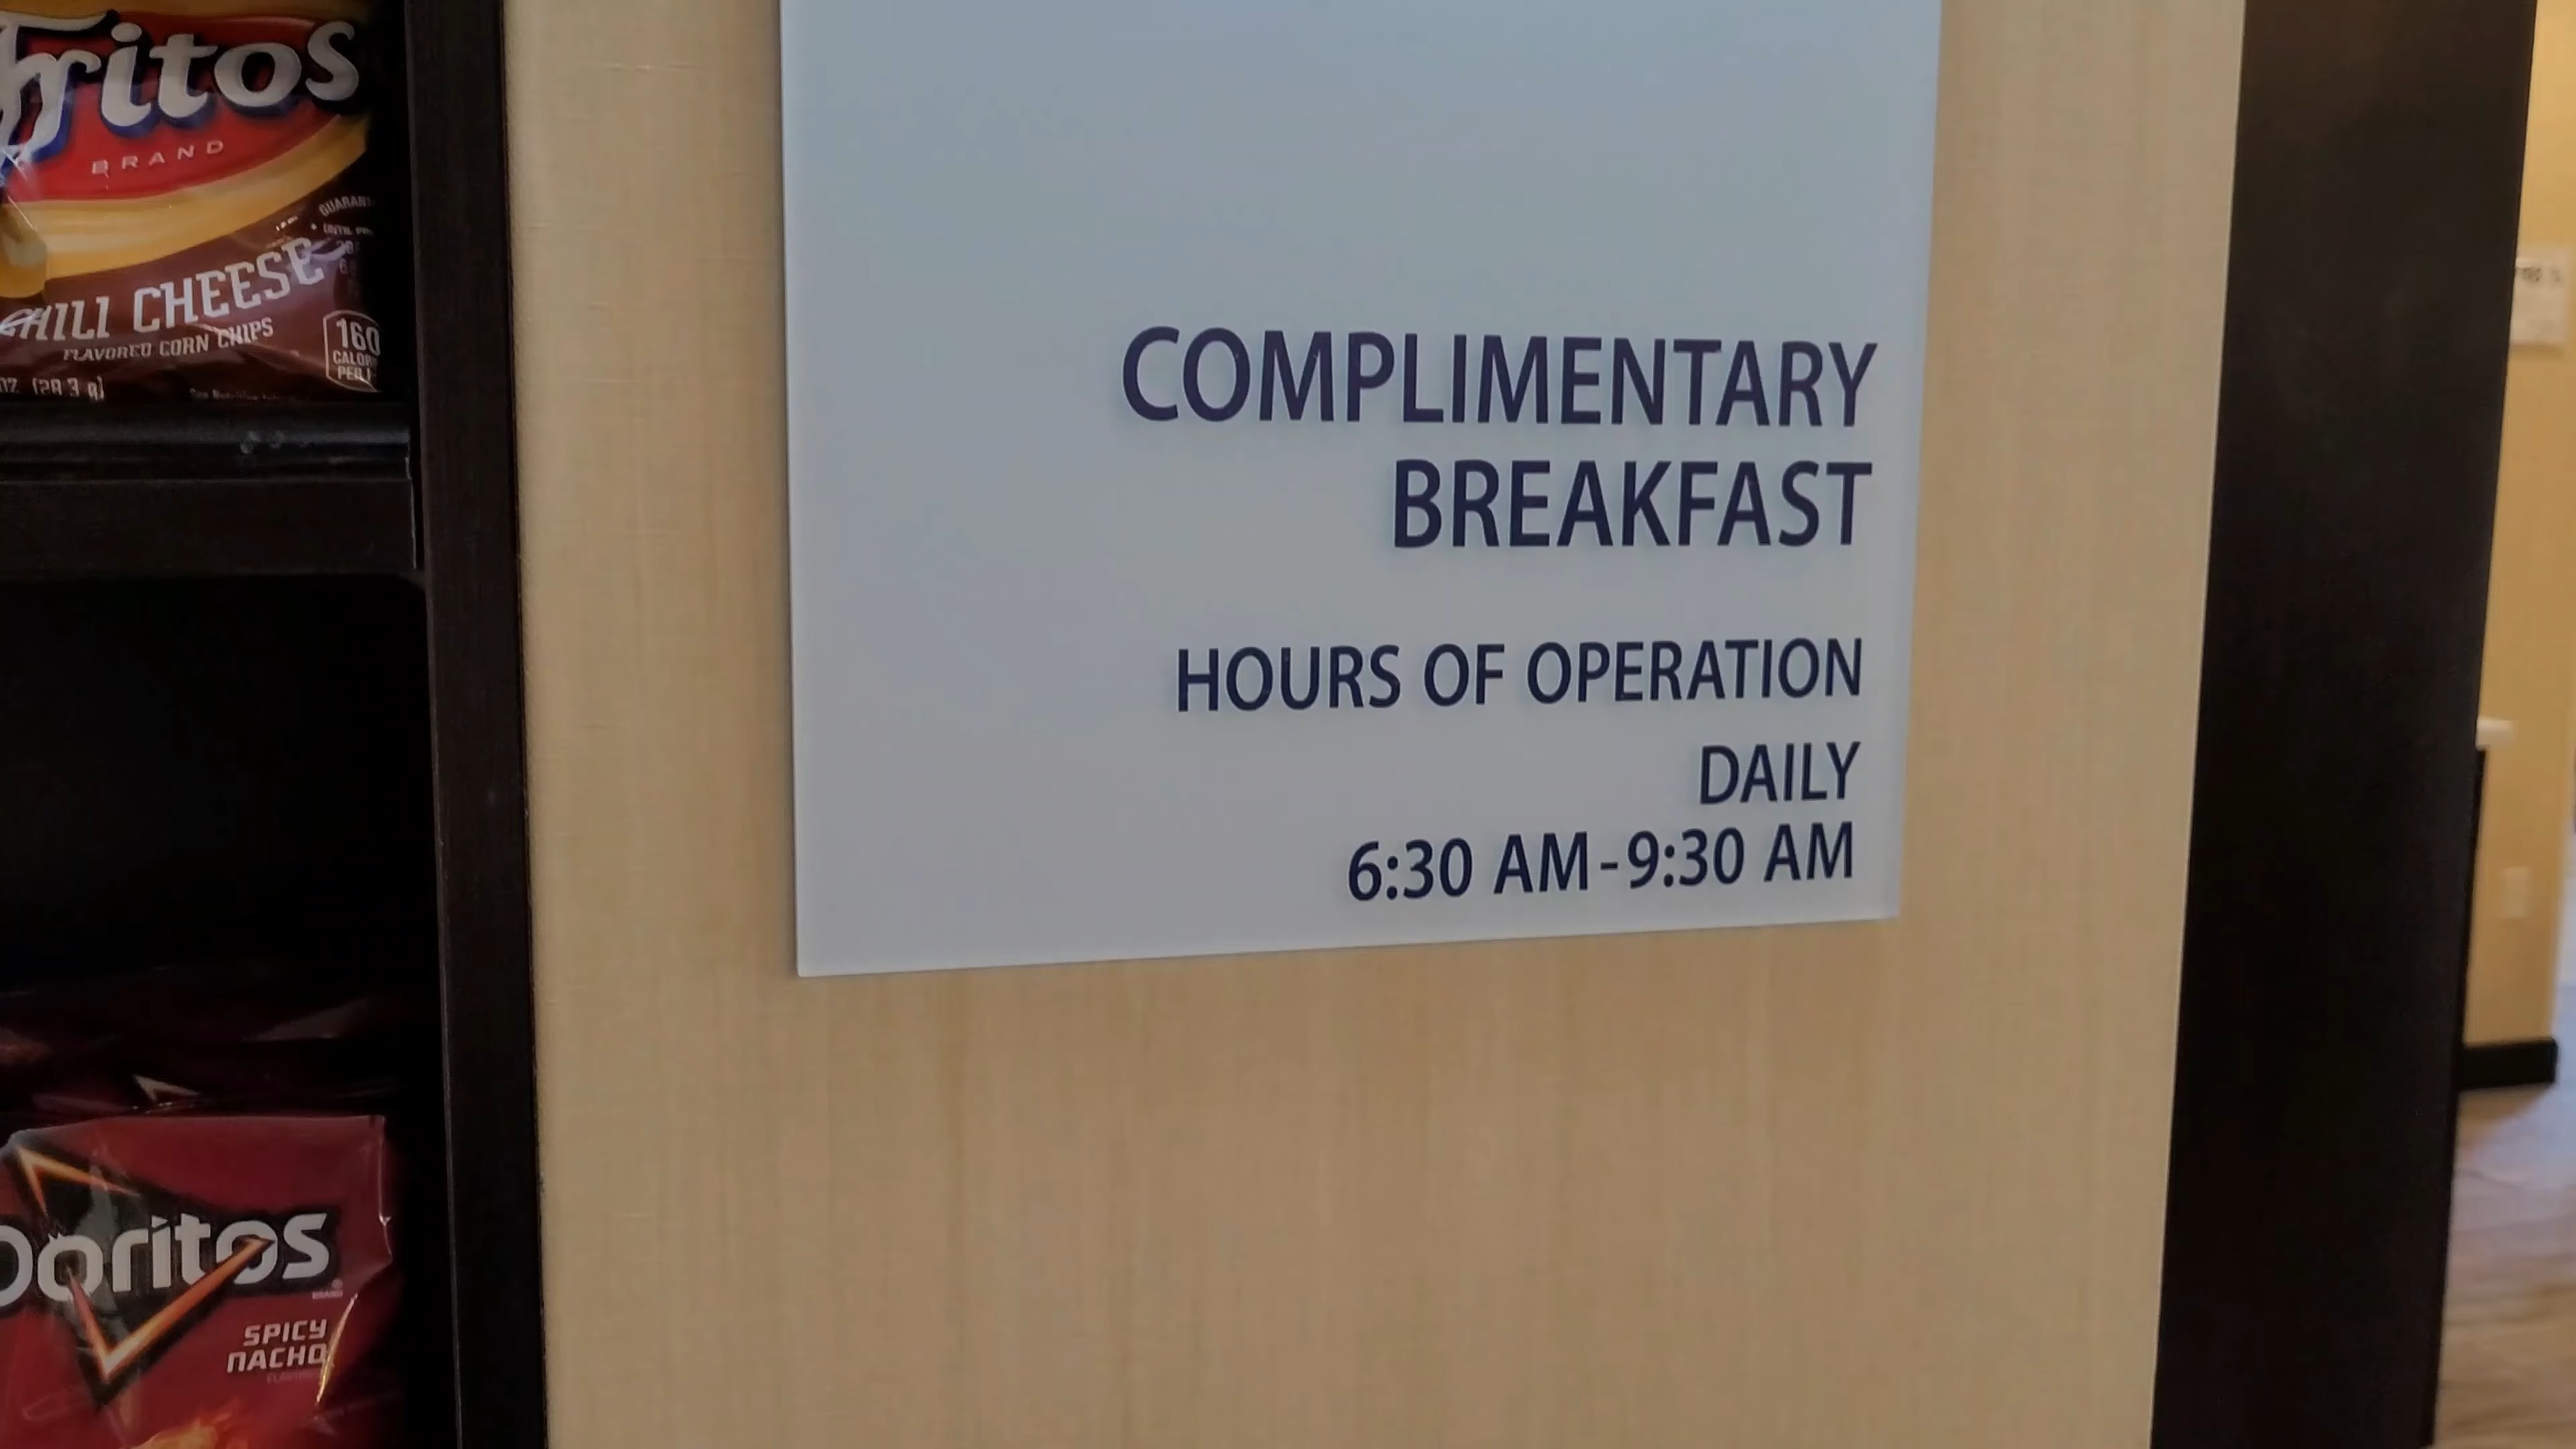 Fritos
BRAND
CHILI CHEESE
FLAVORED CORN CHIPS
160
COMPLIMENTARY
BREAKFAST
HOURS OF OPERATION
DAILY
6:30 AM-9:30 AM
Doritos
SPICY
NACHO